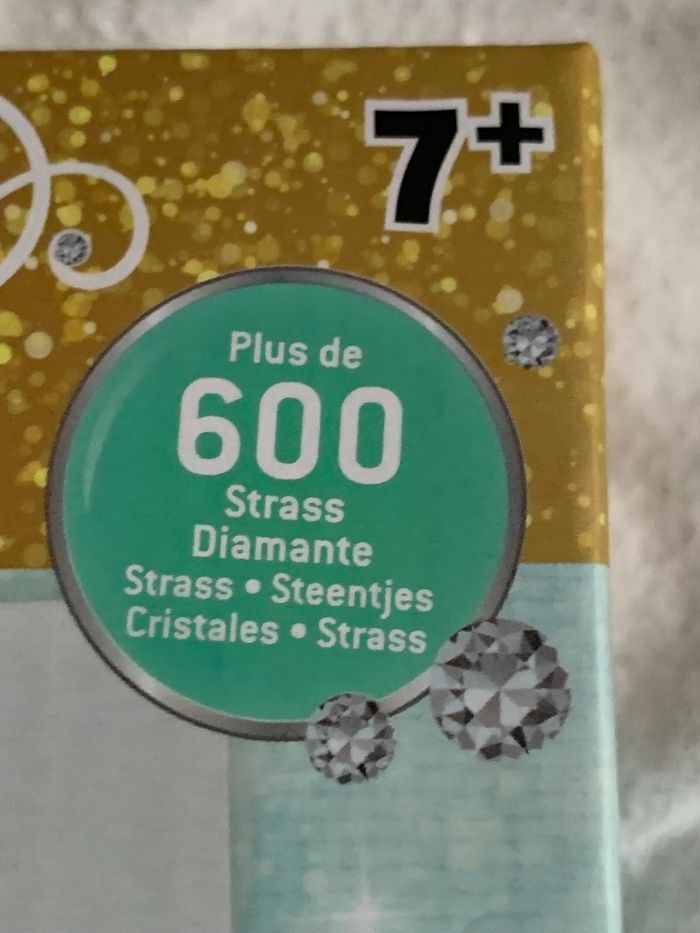 7+
Plus de
600
Strass
Diamante
Strass • Steentjes
Cristales • Strass